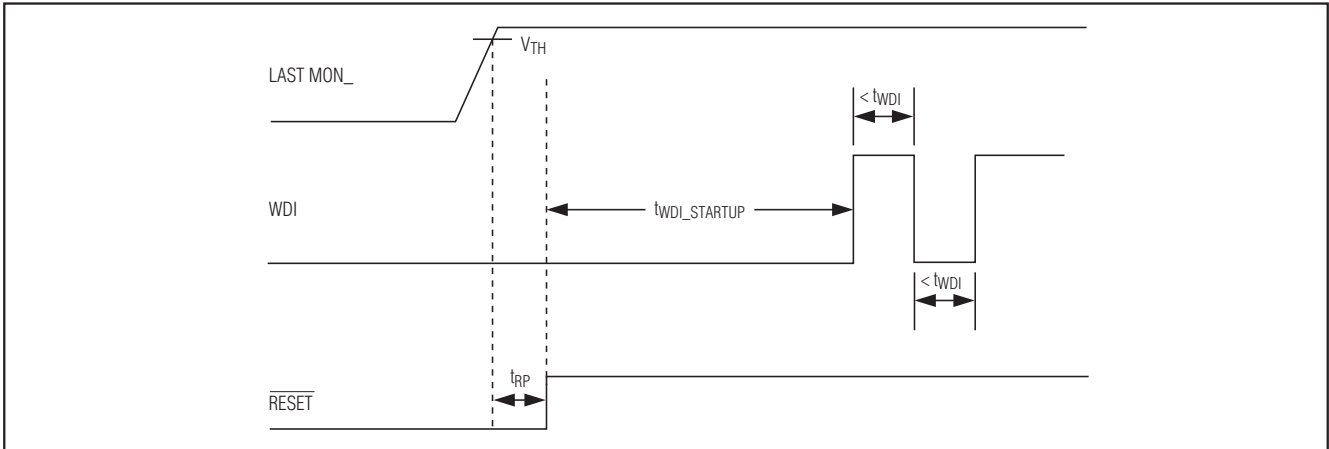 VTH
LAST MON_
< tWDI
WDI
tWDI_STARTUP
< tWDI
tRP
RESET